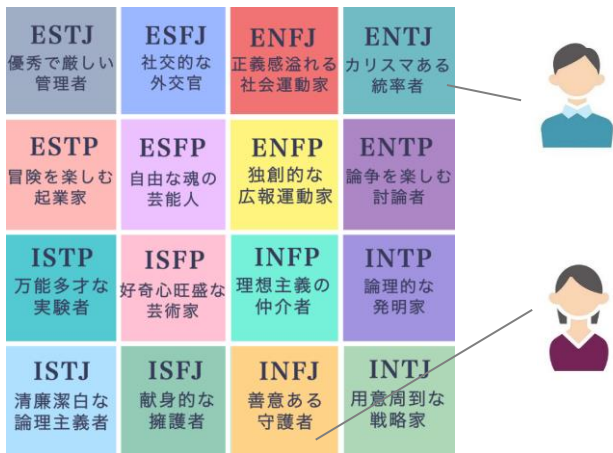 ESTJ
優秀で厳しい
管理者
ESFJ
社交的な
外交官
ENFJ
正義感溢れる
社会運動家
ENTJ
カリスマある
統率者
ESTP
冒険を楽しむ
起業家
ESFP
自由な魂の
芸能人
ENFP
独創的な
広報運動家
ENTP
論争を楽しむ
討論者
ISTP
万能多才な
実験者
ISFP
好奇心旺盛な
芸術家
INFP
理想主義の
仲介者
INTP
論理的な
発明家
ISTJ
清廉潔白な
論理主義者
ISFJ
献身的な
擁護者
INFJ
善意ある
守護者
INTJ
用意周到な
戦略家